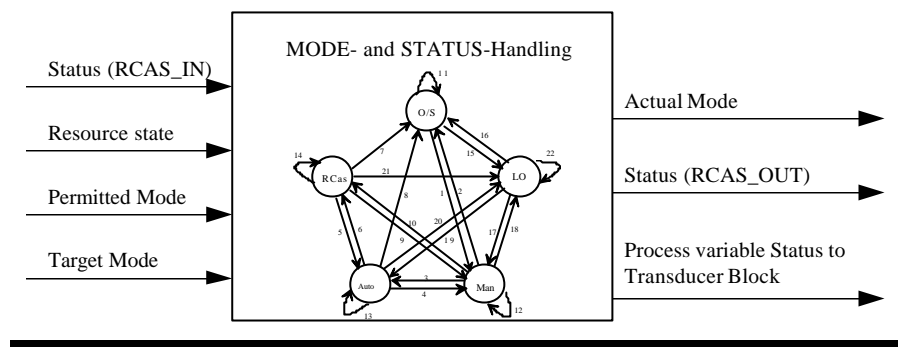 MODE- and STATUS-Handling
Status (RCAS_IN)
Resource state
Permitted Mode
Target Mode
11
O/S
16
15
7
14
22
RCas
21
LO
8
1
2
10
20
5
6
9
19
17
18
3
4
Auto
Man
13
12
Actual Mode
Status (RCAS_OUT)
Process variable Status to
Transducer Block